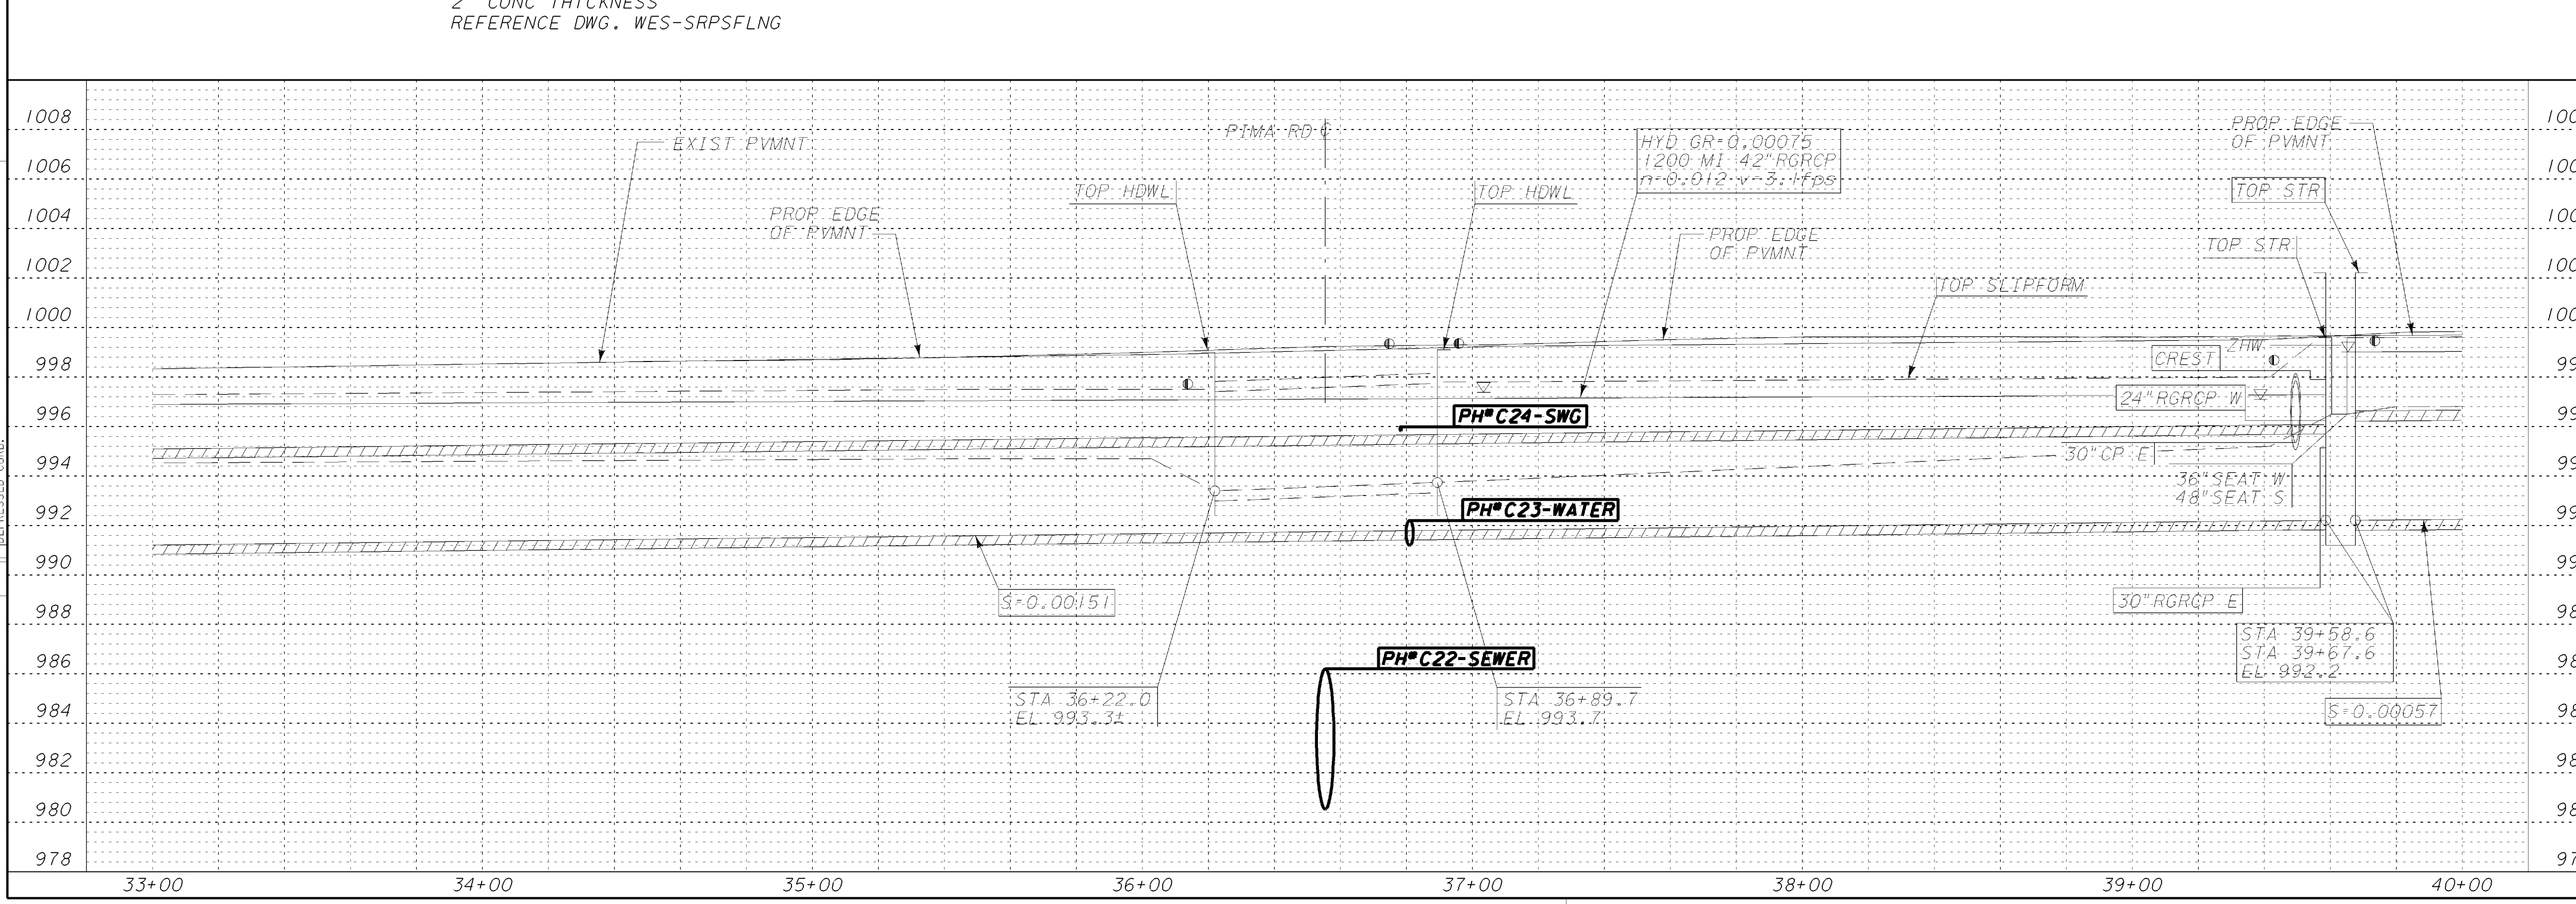 2" CONC THICKNESS
REFERENCE DWG. WES-SRPSFLNG
1008
1006
1004
1002
1000
998
996
994
992
990
988
986
984
982
980
978
EXIST PVMNT
PROP EDGE
OF PVMNT
TOP HDWL
PIMA RD ℄
TOP HDWL
HYD GR=0.00075
1200 MI 42"RGRCP
n=0.012 v=3.1fps
PROP EDGE
OF PVMNT
TOP SLIPFORM
PROP EDGE
OF PVMNT
TOP STR
TOP STR
CREST
24"RGRCP W
30"CP E
36"SEAT W
48"SEAT S
PH#C24-SWG
PH#C23-WATER
PH#C22-SEWER
S=0.00151
STA 36+22.0
EL 993.3±
STA 36+89.7
EL 993.7
30"RGRCP E
STA 39+58.6
STA 39+67.6
EL 992.2
S=0.00057
33+00
34+00
35+00
36+00
37+00
38+00
39+00
40+00